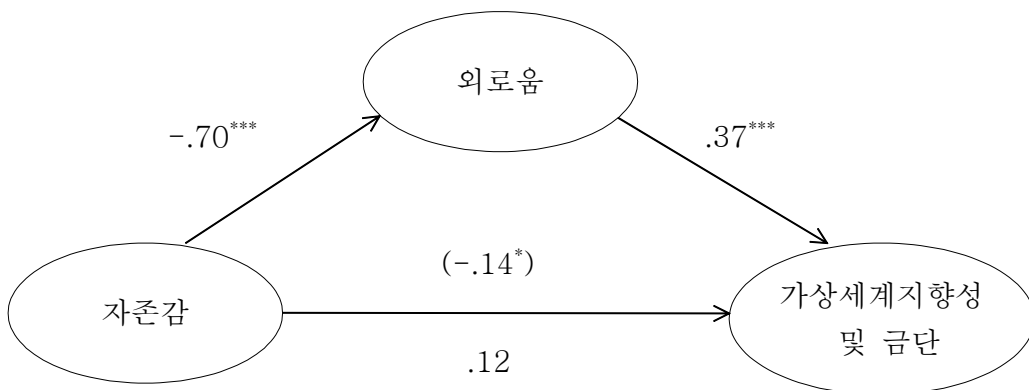 외로움
-.70***
.37***
(-.14*)
자존감
가상세계지향성
및 금단
.12